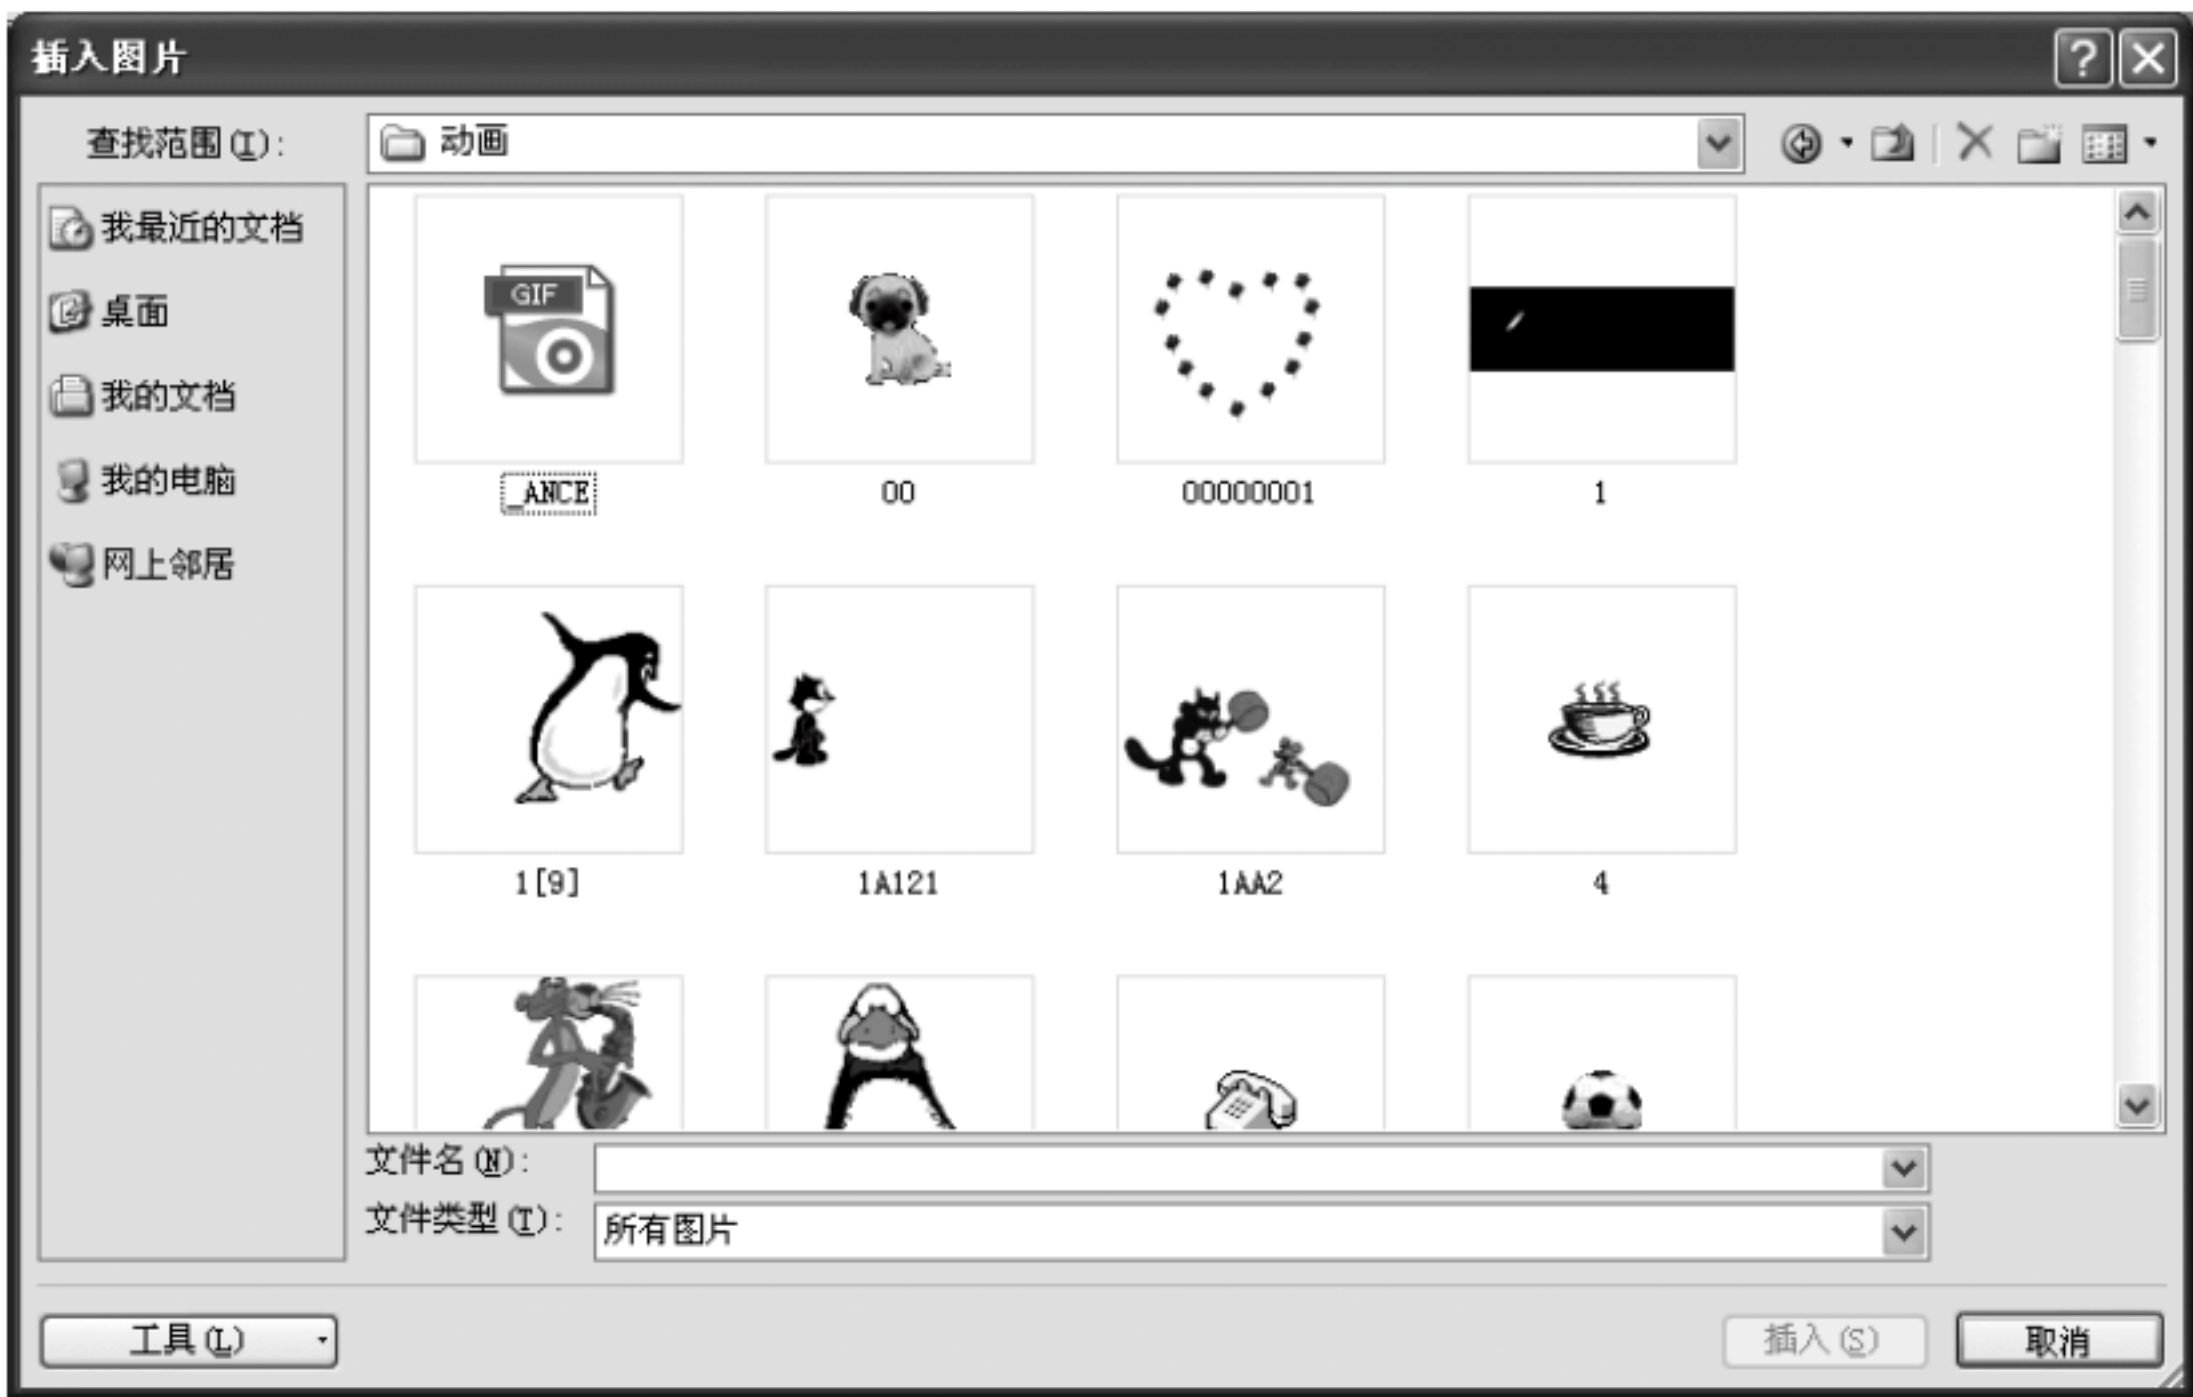 插入图片
查找范围(I):
动画
我最近的文档
桌面
我的文档
我的电脑
网上邻居
GIF
_ANCE
00
00000001
1
1[9]
1A121
1AA2
4
文件名(N):
文件类型(T):
所有图片
工具(L)
插入(S)
取消